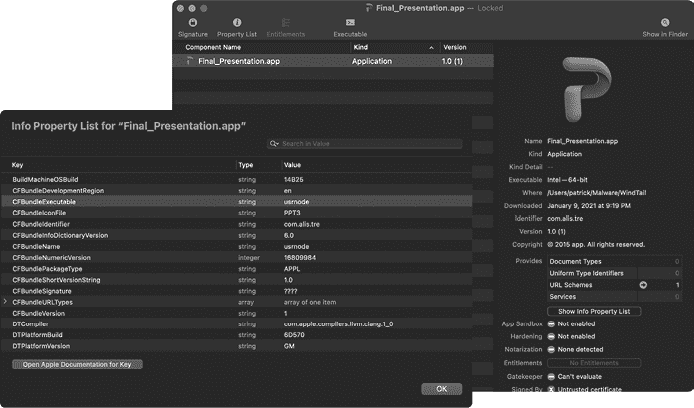 Final_Presentation.app — Locked
Signature
Property List
Entitlements
Executable
Show in Finder
Component Name Kind Version
Final_Presentation.app Application 1.0 (1)
Name Final_Presentation.app
Kind Application
Kind Detail --
Executable Intel — 64-bit
Where /Users/patrick/Malware/WindTail
Downloaded January 9, 2021 at 9:19 PM
Identifier com.alis.tre
Version 1.0 (1)
Copyright © 2015 app. All rights reserved.
Provides Document Types 0
Uniform Type Identifiers 0
URL Schemes 1
Services 0
Show Info Property List
App Sandbox Not enabled
Hardening Not enabled
Notarization None detected
Entitlements No Entitlements
Gatekeeper Can't evaluate
Signed By Untrusted certificate
Info Property List for “Final_Presentation.app”
Search in Value
Key Type Value
BuildMachineOSBuild string 14B25
CFBundleDevelopmentRegion string en
CFBundleExecutable string usrnode
CFBundleIconFile string PPT3
CFBundleIdentifier string com.alis.tre
CFBundleInfoDictionaryVersion string 6.0
CFBundleName string usrnode
CFBundleNumericVersion integer 16809984
CFBundlePackageType string APPL
CFBundleShortVersionString string 1.0
CFBundleSignature string ????
CFBundleURLTypes array array of one item
CFBundleVersion string 1
DTCompiler string com.apple.compilers.llvm.clang.1_0
DTPlatformBuild string 6D570
DTPlatformVersion string GM
Open Apple Documentation for Key
OK